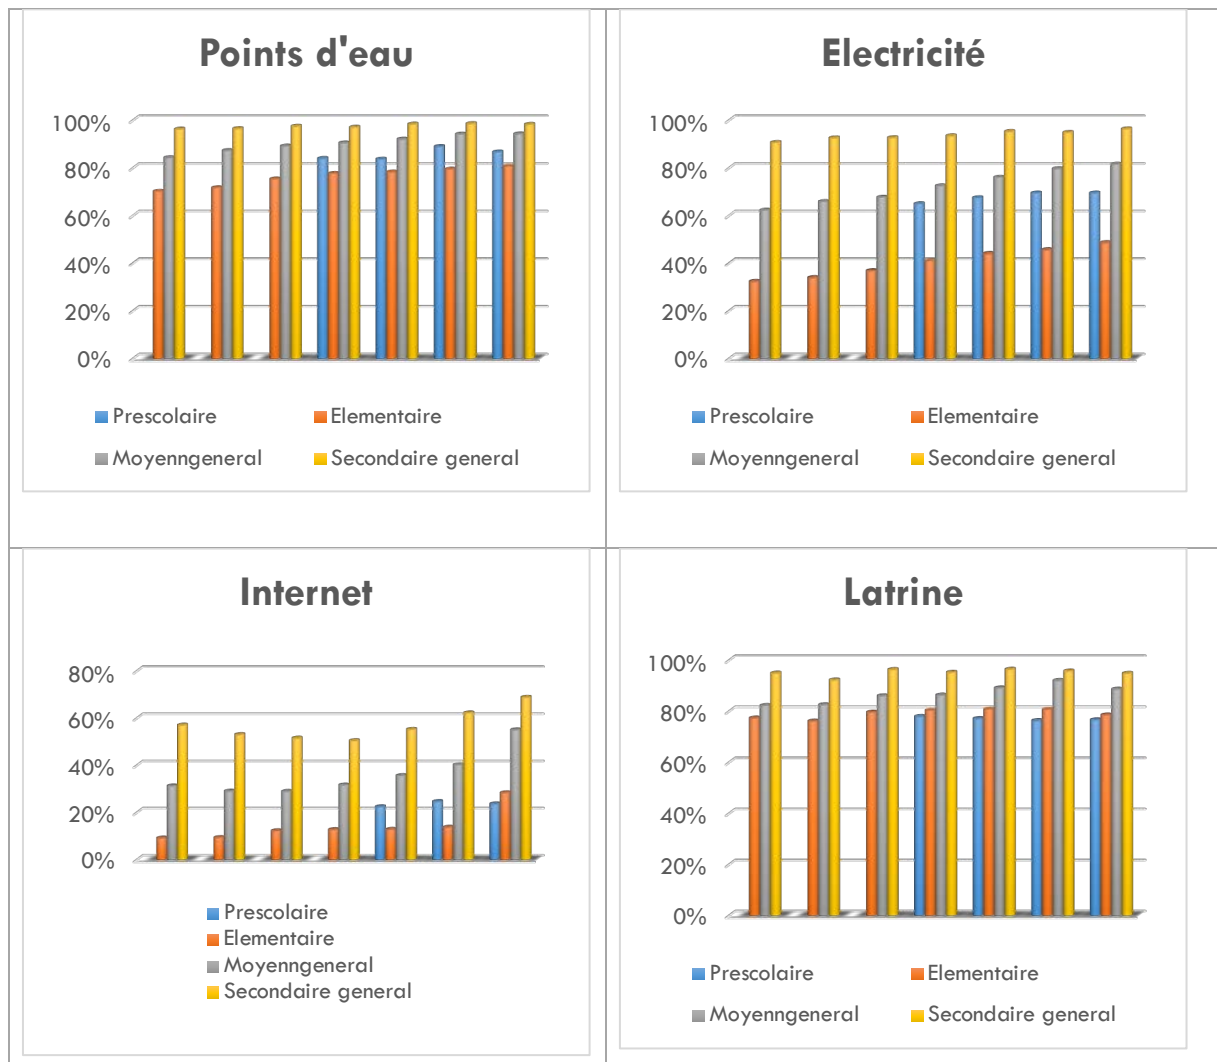 Points d'eau
100%
80%
60%
40%
20%
0%
Prescolaire Elementaire
Moyenngeneral Secondaire general
Electricité
100%
80%
60%
40%
20%
0%
Prescolaire Elementaire
Moyenngeneral Secondaire general
Internet
80%
60%
40%
20%
0%
Prescolaire
Elementaire
Moyenngeneral
Secondaire general
Latrine
100%
80%
60%
40%
20%
0%
Prescolaire Elementaire
Moyenngeneral Secondaire general